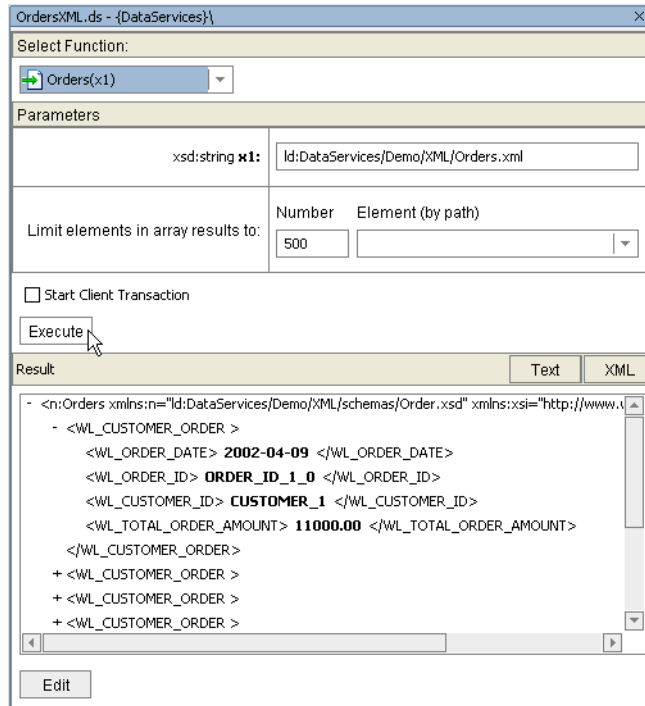 OrdersXML.ds - {DataServices}\
Select Function:
Orders(x1)
Parameters
xsd:string x1: ld:DataServices/Demo/XML/Orders.xml
Number Element (by path)
Limit elements in array results to:
500
Start Client Transaction
Execute
Result Text XML
- <n:Orders xmlns:n="ld:DataServices/Demo/XML/schemas/Order.xsd" xmlns:xsi="http://www.
- <WL_CUSTOMER_ORDER >
<WL_ORDER_DATE> 2002-04-09 </WL_ORDER_DATE>
<WL_ORDER_ID> ORDER_ID_1_0 </WL_ORDER_ID>
<WL_CUSTOMER_ID> CUSTOMER_1 </WL_CUSTOMER_ID>
<WL_TOTAL_ORDER_AMOUNT> 11000.00 </WL_TOTAL_ORDER_AMOUNT>
</WL_CUSTOMER_ORDER>
+ <WL_CUSTOMER_ORDER >
+ <WL_CUSTOMER_ORDER >
+ <WL_CUSTOMER_ORDER >
Edit